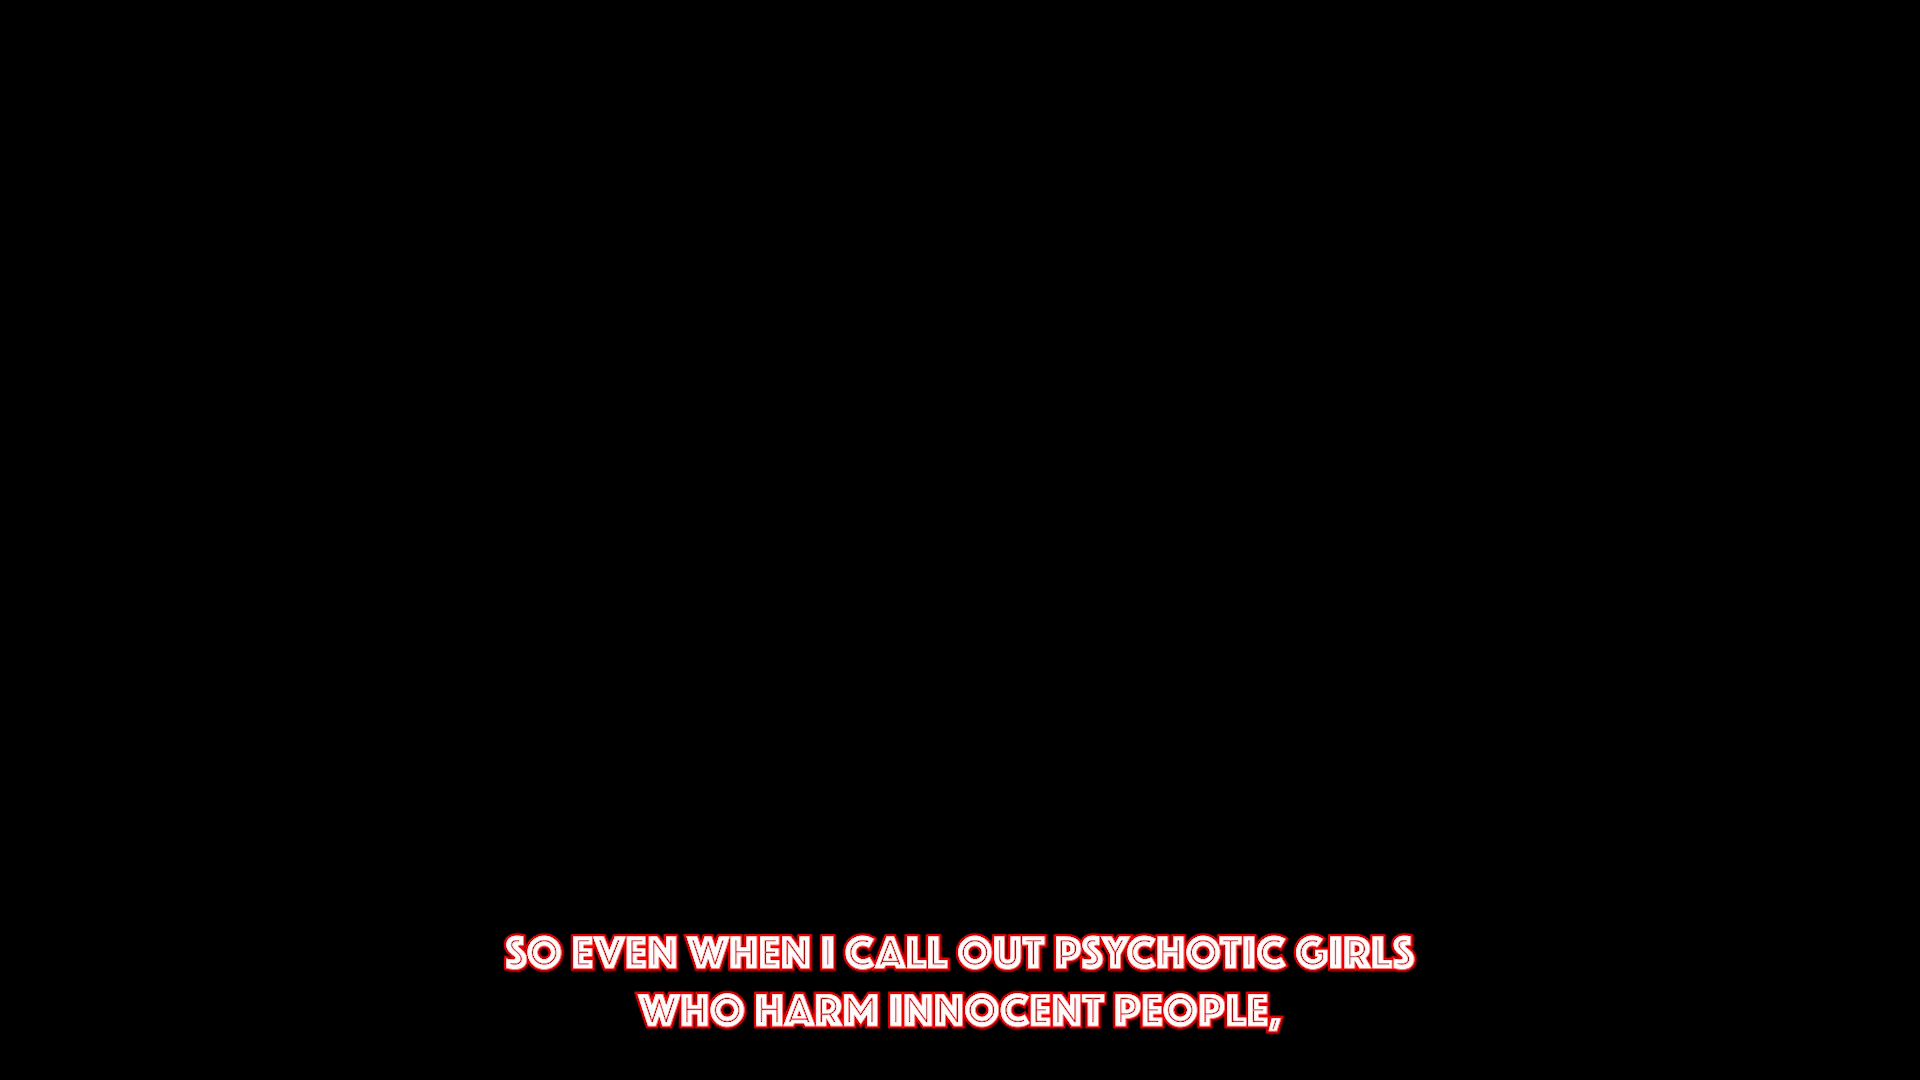 SO EVEN WHEN I CALL OUT PSYCHOTIC GIRLS
WHO HARM INNOCENT PEOPLE,